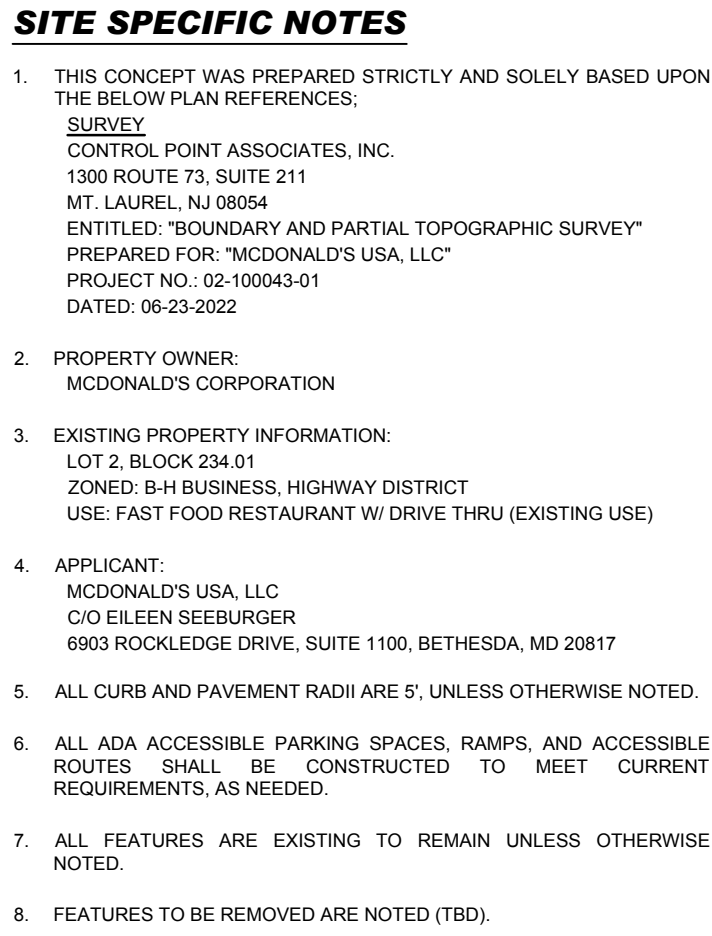 SITE SPECIFIC NOTES
1. THIS CONCEPT WAS PREPARED STRICTLY AND SOLELY BASED UPON
THE BELOW PLAN REFERENCES;
SURVEY
CONTROL POINT ASSOCIATES, INC.
1300 ROUTE 73, SUITE 211
MT. LAUREL, NJ 08054
ENTITLED: "BOUNDARY AND PARTIAL TOPOGRAPHIC SURVEY"
PREPARED FOR: "MCDONALD'S USA, LLC"
PROJECT NO.: 02-100043-01
DATED: 06-23-2022
2. PROPERTY OWNER:
MCDONALD'S CORPORATION
3. EXISTING PROPERTY INFORMATION:
LOT 2, BLOCK 234.01
ZONED: B-H BUSINESS, HIGHWAY DISTRICT
USE: FAST FOOD RESTAURANT W/ DRIVE THRU (EXISTING USE)
4. APPLICANT:
MCDONALD'S USA, LLC
C/O EILEEN SEEBURGER
6903 ROCKLEDGE DRIVE, SUITE 1100, BETHESDA, MD 20817
5. ALL CURB AND PAVEMENT RADII ARE 5', UNLESS OTHERWISE NOTED.
6. ALL ADA ACCESSIBLE PARKING SPACES, RAMPS, AND ACCESSIBLE
ROUTES SHALL BE CONSTRUCTED TO MEET CURRENT
REQUIREMENTS, AS NEEDED.
7. ALL FEATURES ARE EXISTING TO REMAIN UNLESS OTHERWISE
NOTED.
8. FEATURES TO BE REMOVED ARE NOTED (TBD).